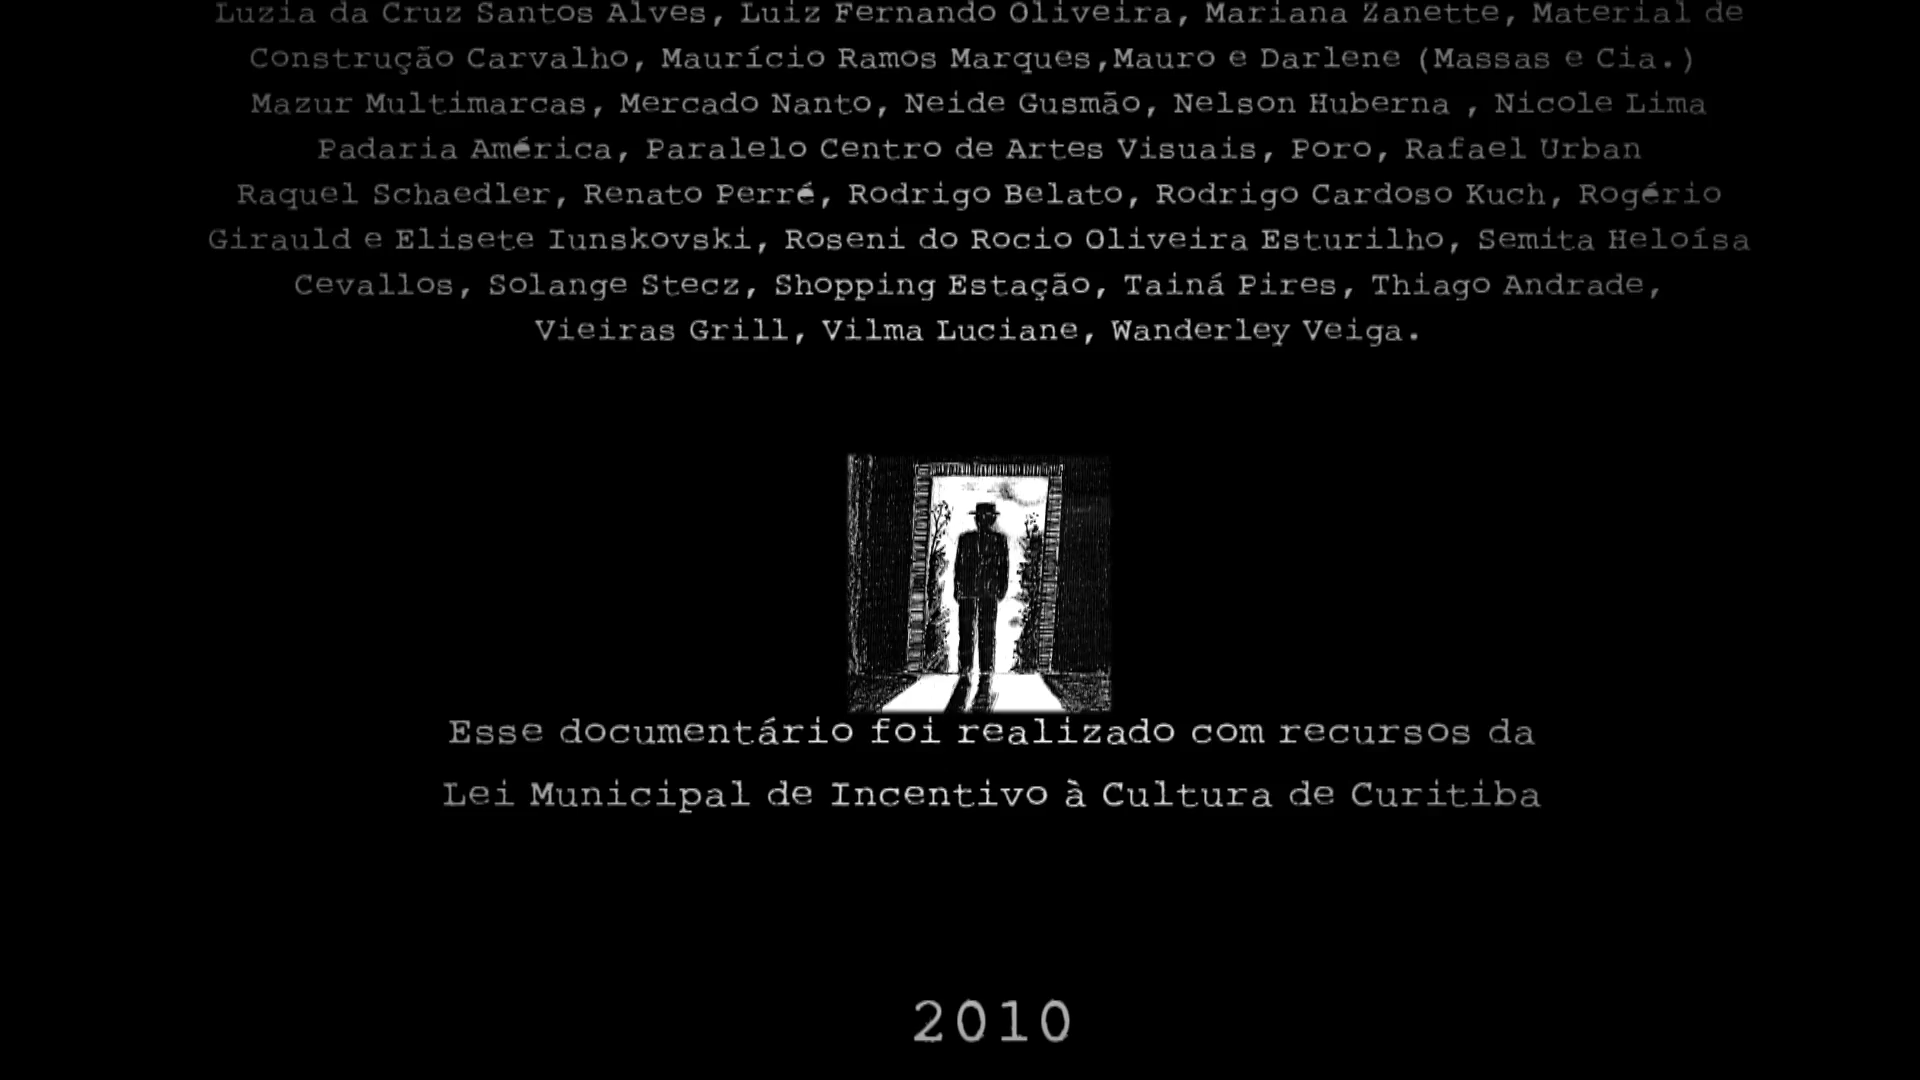 Luzia da Cruz Santos Alves, Luiz Fernando Oliveira, Mariana Zanette, Material de
Construção Carvalho, Maurício Ramos Marques,Mauro e Darlene (Massas e Cia.)
Mazur Multimarcas, Mercado Nanto, Neide Gusmão, Nelson Huberna , Nicole Lima
Padaria América, Paralelo Centro de Artes Visuais, Poro, Rafael Urban
Raquel Schaedler, Renato Perré, Rodrigo Belato, Rodrigo Cardoso Kuch, Rogério
Girauld e Elisete Iunskovski, Roseni do Rocio Oliveira Esturilho, Semita Heloísa
Cevallos, Solange Stecz, Shopping Estação, Tainá Pires, Thiago Andrade,
Vieiras Grill, Vilma Luciane, Wanderley Veiga.
Esse documentário foi realizado com recursos da
Lei Municipal de Incentivo à Cultura de Curitiba
2010